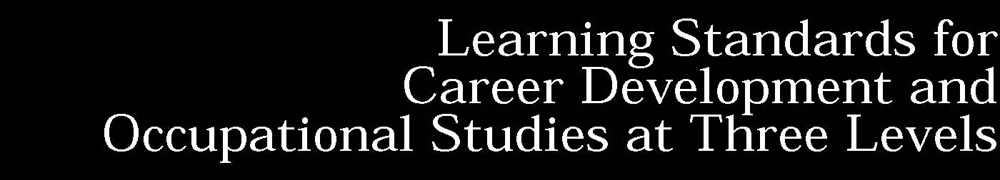 Learning Standards for
Career Development and
Occupational Studies at Three Levels